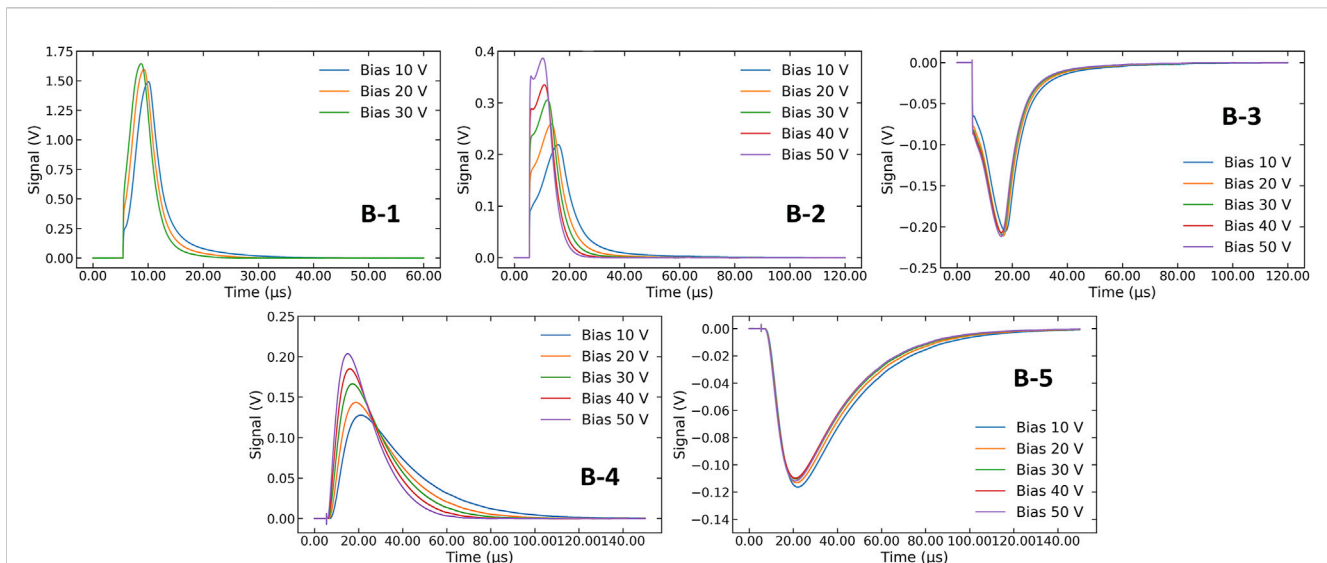 1.75
1.50
1.25
1.00
0.75
0.50
0.25
0.00
Signal (V)
0.00 10.00 20.00 30.00 40.00 50.00 60.00
Time (µs)
Bias 10 V
Bias 20 V
Bias 30 V
B-1
0.4
0.3
0.2
0.1
0.0
Signal (V)
0.00 20.00 40.00 60.00 80.00 100.00 120.00
Time (µs)
Bias 10 V
Bias 20 V
Bias 30 V
Bias 40 V
Bias 50 V
B-2
0.00
−0.05
−0.10
−0.15
−0.20
−0.25
Signal (V)
0.00 20.00 40.00 60.00 80.00 100.00 120.00
Time (µs)
B-3
Bias 10 V
Bias 20 V
Bias 30 V
Bias 40 V
Bias 50 V
0.25
0.20
0.15
0.10
0.05
0.00
Signal (V)
0.00 20.00 40.00 60.00 80.00 100.00120.00140.00
Time (µs)
Bias 10 V
Bias 20 V
Bias 30 V
Bias 40 V
Bias 50 V
B-4
0.00
−0.02
−0.04
−0.06
−0.08
−0.10
−0.12
−0.14
Signal (V)
0.00 20.00 40.00 60.00 80.00 100.00120.00140.00
Time (µs)
B-5
Bias 10 V
Bias 20 V
Bias 30 V
Bias 40 V
Bias 50 V